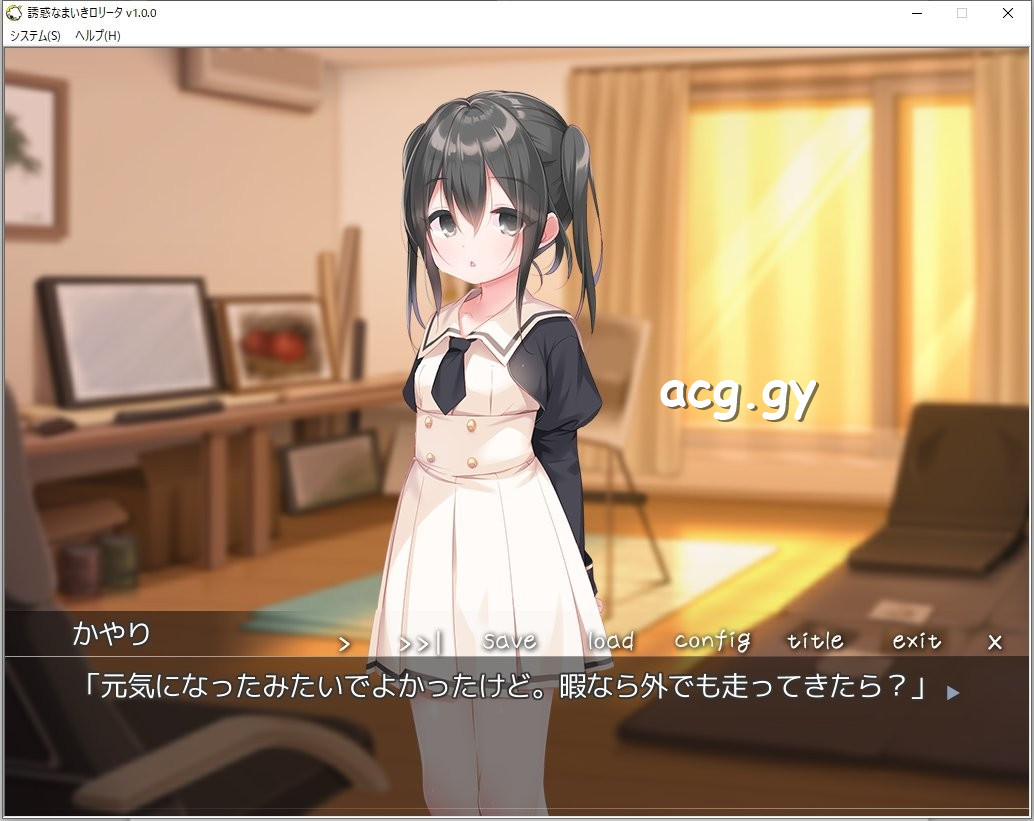 誘惑なまいきロリータ v1.0.0
システム(S) ヘルプ(H)
acg.gy
かやり
> >>| save load config title exit x
「元気になったみたいでよかったけど。暇なら外でも走ってきたら？」